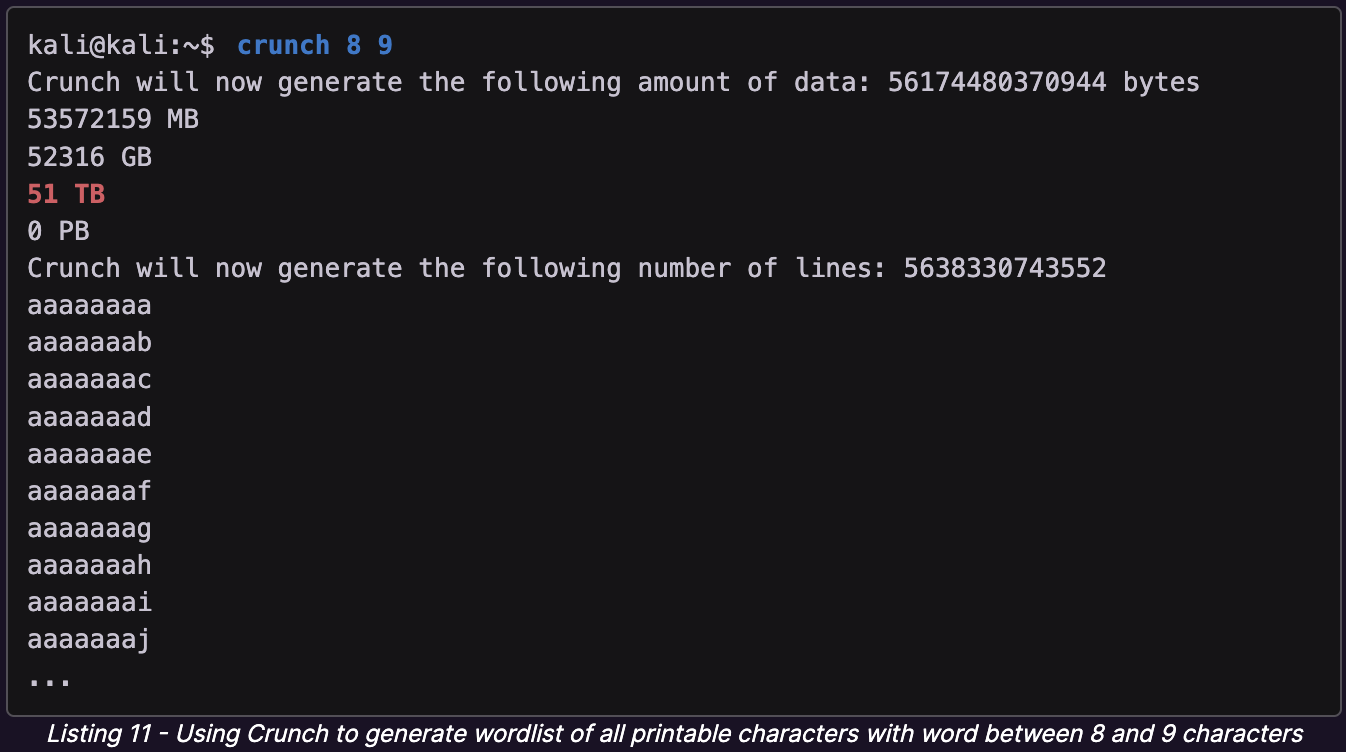 kali@kali:~$ crunch 8 9
Crunch will now generate the following amount of data: 56174480370944 bytes
53572159 MB
52316 GB
51 TB
0 PB
Crunch will now generate the following number of lines: 5638330743552
aaaaaaaa
aaaaaaab
aaaaaaac
aaaaaaad
aaaaaaae
aaaaaaaf
aaaaaaag
aaaaaaah
aaaaaaai
aaaaaaaj
...
Listing 11 - Using Crunch to generate wordlist of all printable characters with word between 8 and 9 characters